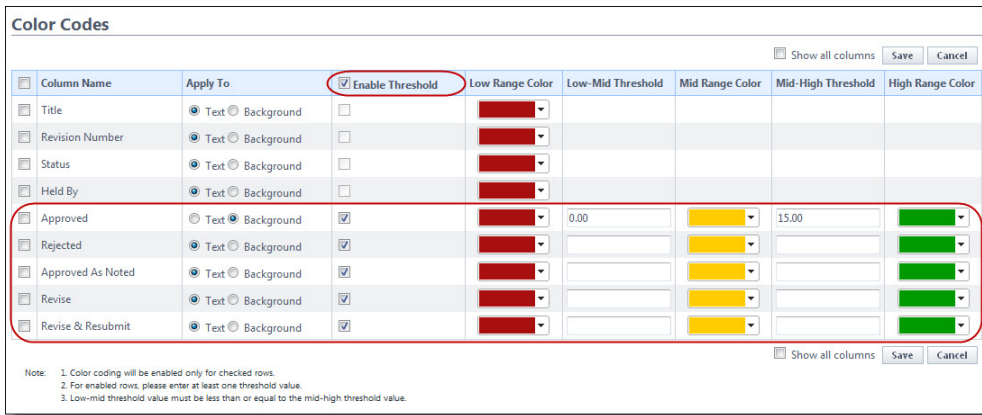 Color Codes
Show all columns Save Cancel
Column Name Apply To Enable Threshold Low Range Color Low-Mid Threshold Mid Range Color Mid-High Threshold High Range Color
Title Text Background
Revision Number Text Background
Status Text Background
Held By Text Background
Approved Text Background 0.00 15.00
Rejected Text Background
Approved As Noted Text Background
Revise Text Background
Revise & Resubmit Text Background
Show all columns Save Cancel
Note: 1. Color coding will be enabled only for checked rows.
2. For enabled rows, please enter at least one threshold value.
3. Low-mid threshold value must be less than or equal to the mid-high threshold value.